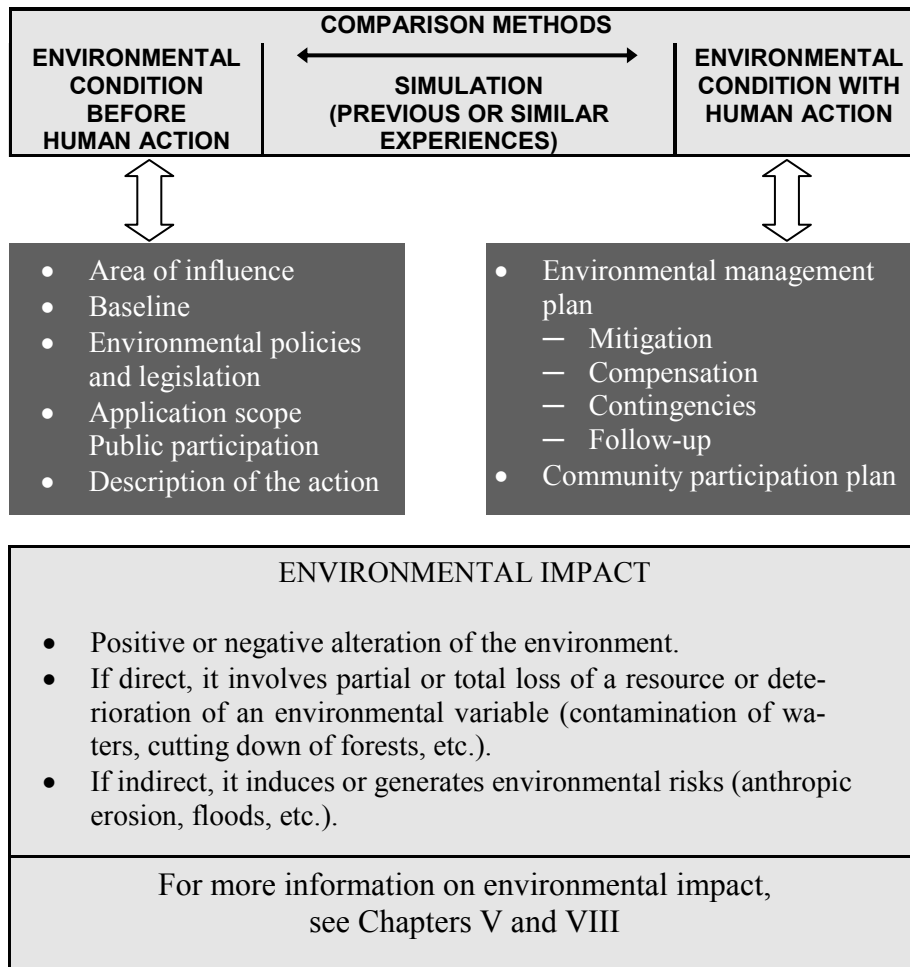 COMPARISON METHODS
ENVIRONMENTAL
CONDITION
BEFORE
HUMAN ACTION
SIMULATION
(PREVIOUS OR SIMILAR
EXPERIENCES)
ENVIRONMENTAL
CONDITION WITH
HUMAN ACTION
• Area of influence
• Baseline
• Environmental policies
and legislation
• Application scope
Public participation
• Description of the action
• Environmental management
plan
— Mitigation
— Compensation
— Contingencies
— Follow-up
• Community participation plan
ENVIRONMENTAL IMPACT
• Positive or negative alteration of the environment.
• If direct, it involves partial or total loss of a resource or dete-
rioration of an environmental variable (contamination of wa-
ters, cutting down of forests, etc.).
• If indirect, it induces or generates environmental risks (anthropic
erosion, floods, etc.).
For more information on environmental impact,
see Chapters V and VIII